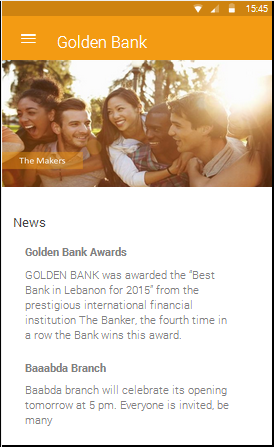 15:45
Golden Bank
The Makers
News
Golden Bank Awards
GOLDEN BANK was awarded the “Best
Bank in Lebanon for 2015” from the
prestigious international financial
institution The Banker, the fourth time in
a row the Bank wins this award.
Baaabda Branch
Baabda branch will celebrate its opening
tomorrow at 5 pm. Everyone is invited, be
many